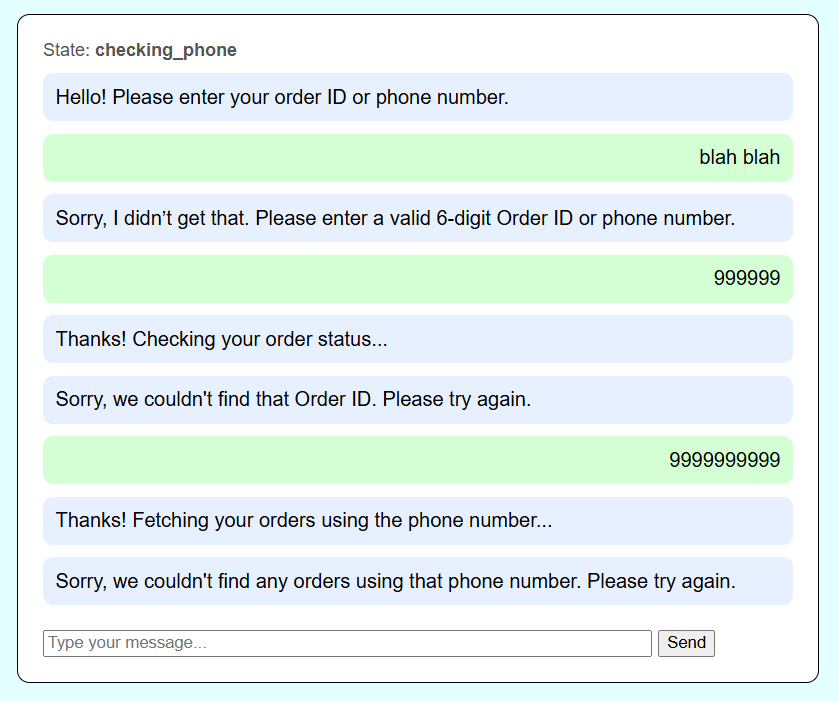 State: checking_phone
Hello! Please enter your order ID or phone number.
blah blah
Sorry, I didn’t get that. Please enter a valid 6-digit Order ID or phone number.
999999
Thanks! Checking your order status...
Sorry, we couldn't find that Order ID. Please try again.
9999999999
Thanks! Fetching your orders using the phone number...
Sorry, we couldn't find any orders using that phone number. Please try again.
Type your message... Send